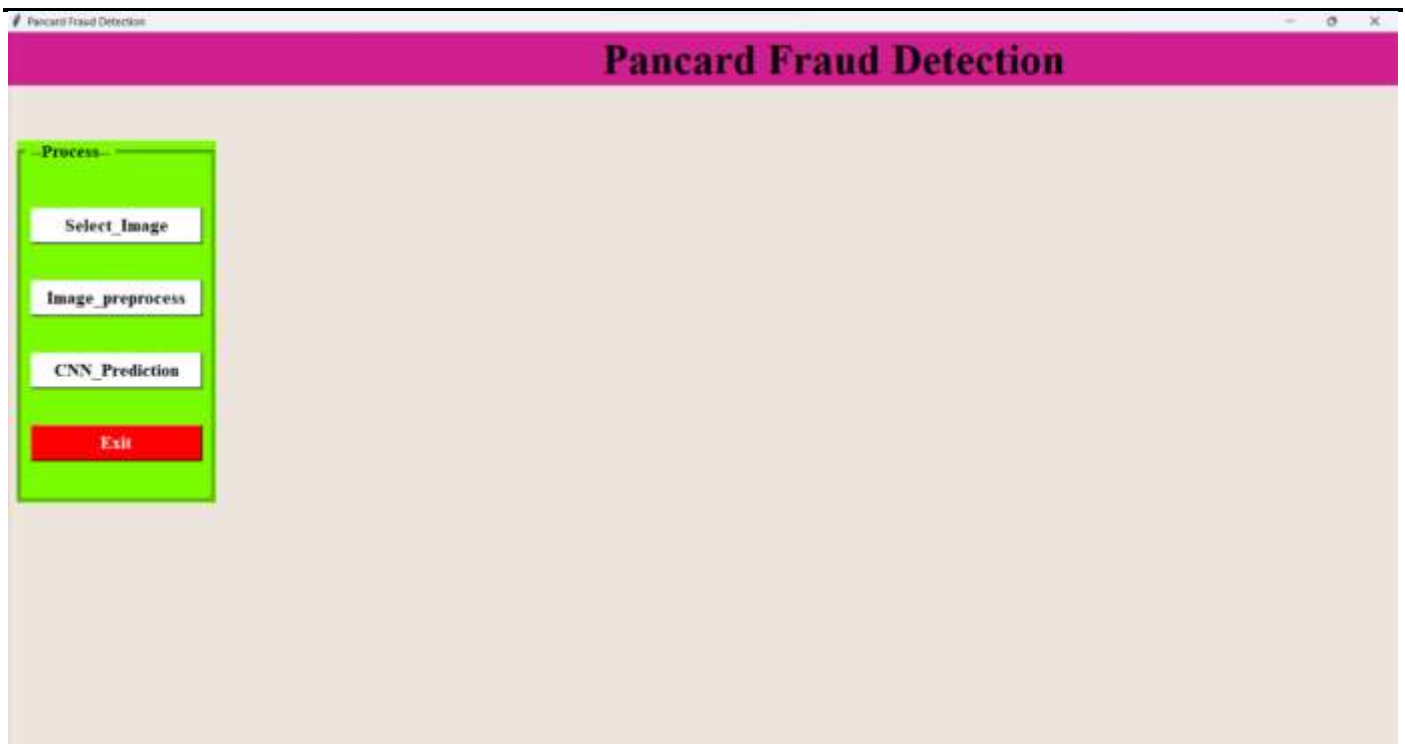 Pancard Fraud Detection
Pancard Fraud Detection
--Process--
Select_Image
Image_preprocess
CNN_Prediction
Exit